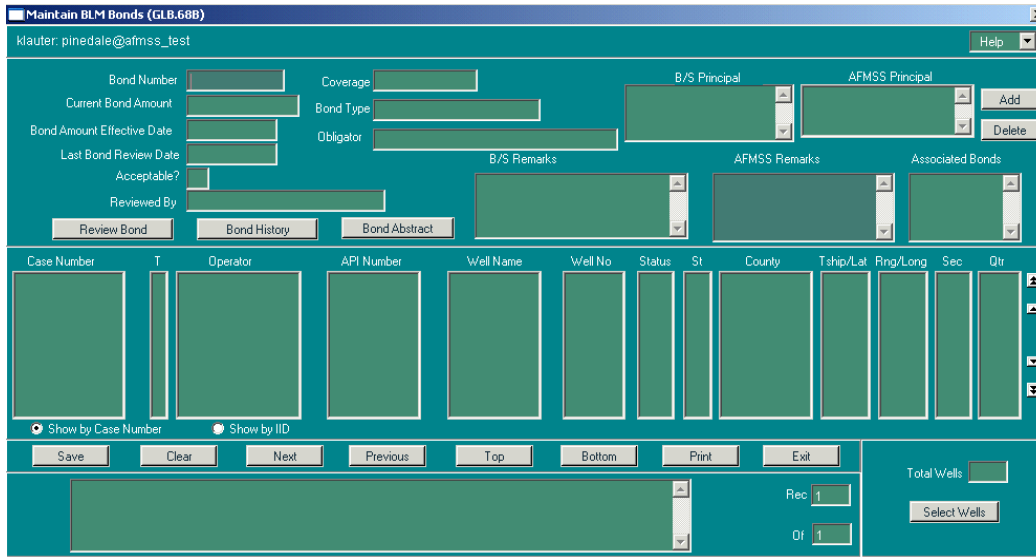 Maintain BLM Bonds (GLB.68B)
klauter: pinedale@afmss_test
Help
Bond Number
Coverage
B/S Principal
AFMSS Principal
Current Bond Amount
Bond Type
Add
Bond Amount Effective Date
Obligator
Delete
Last Bond Review Date
B/S Remarks
AFMSS Remarks
Associated Bonds
Acceptable?
Reviewed By
Review Bond
Bond History
Bond Abstract
Case Number T Operator API Number Well Name Well No Status St County Tship/Lat Rng/Long Sec Qtr
Show by Case Number
Show by IID
Save Clear Next Previous Top Bottom Print Exit
Total Wells
Rec 1
Select Wells
Of 1